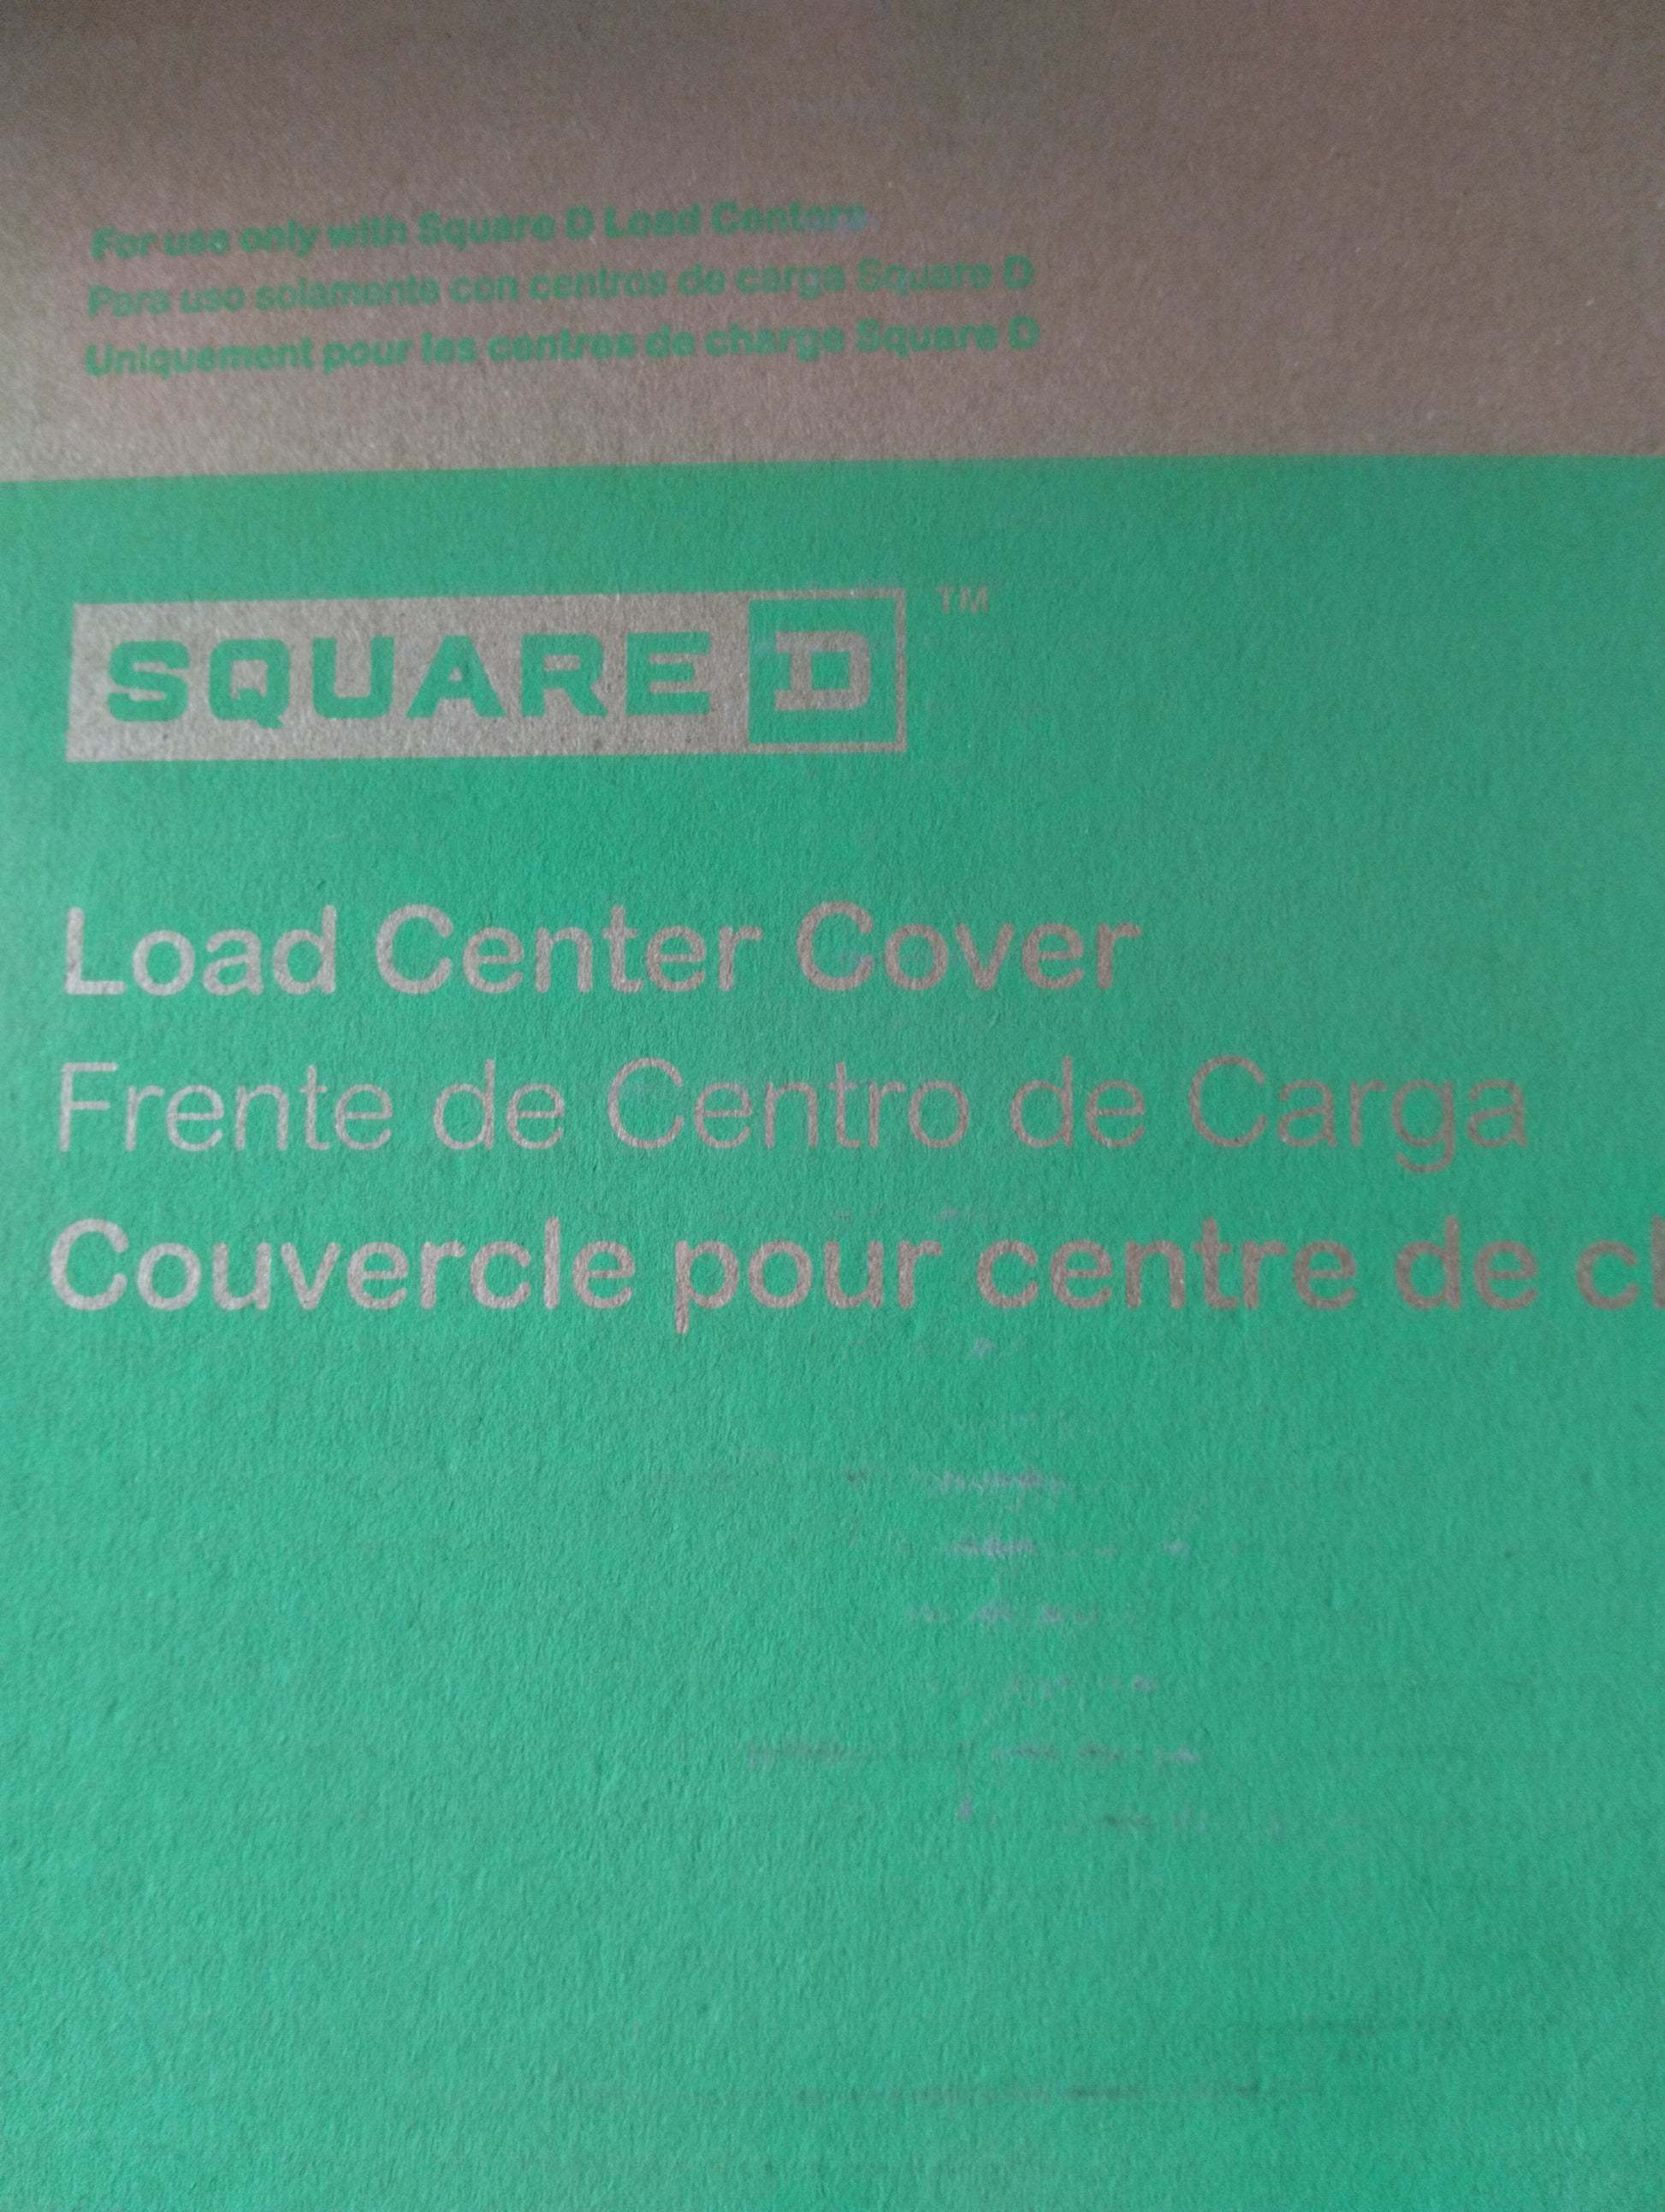 For use only with Square D Load Centers.
Para uso solamente con centros de carga Square D
Uniquement pour les centres de charge Square D
SQUARE D ™
Load Center Cover
Frente de Centro de Carga
Couvercle pour centre de